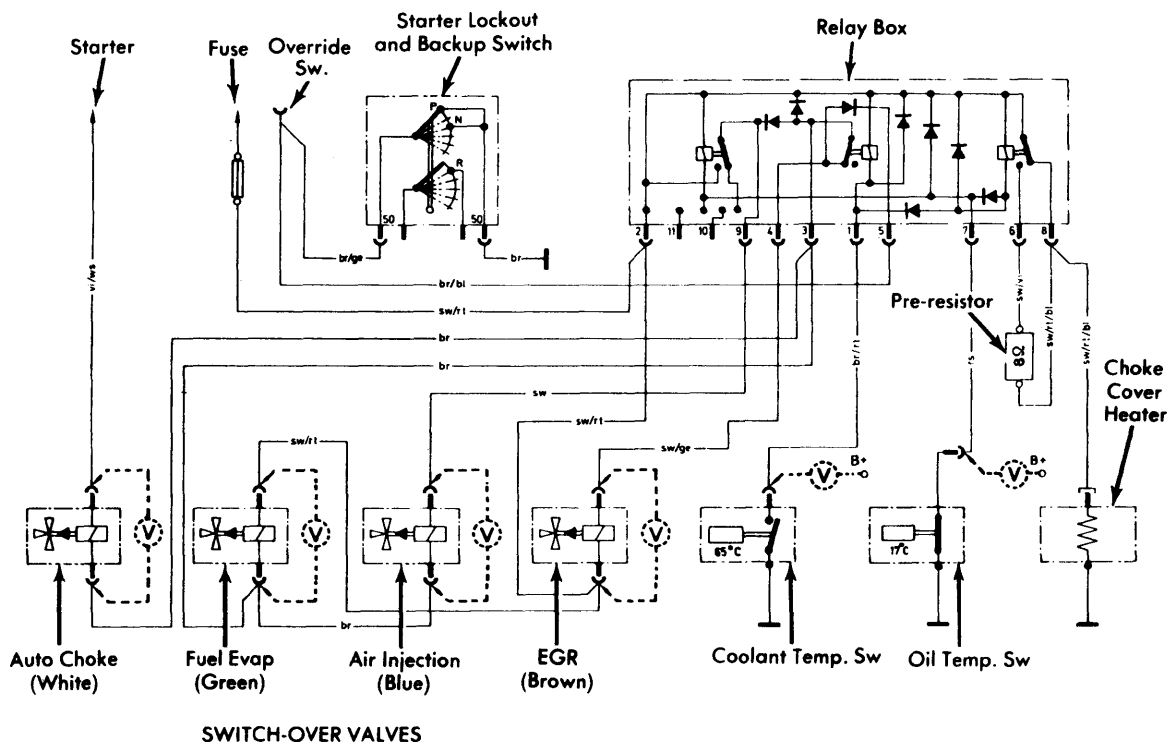 Starter
Fuse
Override
Sw.
Starter Lockout
and Backup Switch
Relay Box
P
N
R
50
50
2
11
10
9
4
3
1
5
7
6
8
vi/ws
br/ge
br
br/bl
sw/rt
br
br
sw
sw/rt
sw/rt
sw/ge
br/rt
rs
sw/vi
sw/rt/bl
sw/rt/bl
Pre-resistor
8Ω
Choke
Cover
Heater
V
B+
V
B+
V
V
V
V
65°C
17°C
br
Auto Choke
(White)
Fuel Evap
(Green)
Air Injection
(Blue)
EGR
(Brown)
Coolant Temp. Sw
Oil Temp. Sw
SWITCH-OVER VALVES